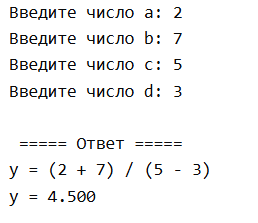 Введите число a: 2
Введите число b: 7
Введите число c: 5
Введите число d: 3
===== Ответ =====
y = (2 + 7) / (5 - 3)
y = 4.500